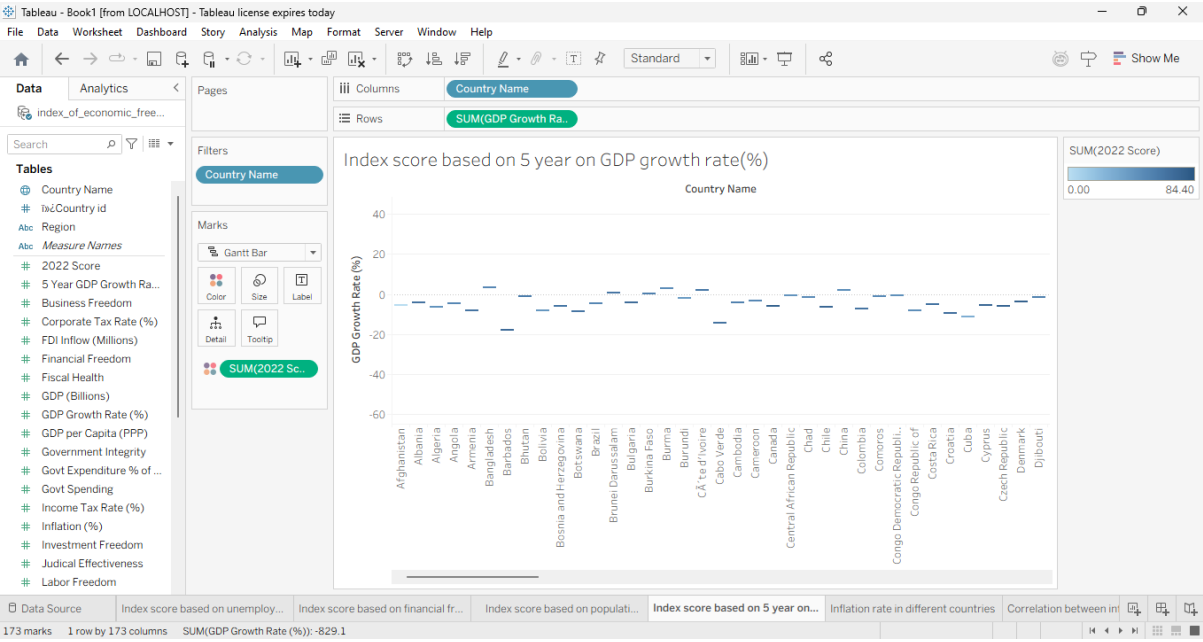 Tableau - Book1 [from LOCALHOST] - Tableau license expires today
File Data Worksheet Dashboard Story Analysis Map Format Server Window Help
Standard
Show Me
Data Analytics
index_of_economic_free...
Search
Tables
Country Name
ï»¿Country id
Abc Region
Abc Measure Names
2022 Score
5 Year GDP Growth Ra...
Business Freedom
Corporate Tax Rate (%)
FDI Inflow (Millions)
Financial Freedom
Fiscal Health
GDP (Billions)
GDP Growth Rate (%)
GDP per Capita (PPP)
Government Integrity
Govt Expenditure % of ...
Govt Spending
Income Tax Rate (%)
Inflation (%)
Investment Freedom
Judical Effectiveness
Labor Freedom
Pages
Filters
Country Name
Marks
Gantt Bar
Color Size Label
Detail Tooltip
SUM(2022 Sc..
Columns Country Name
Rows SUM(GDP Growth Ra..
Index score based on 5 year on GDP growth rate(%)
Country Name
GDP Growth Rate (%)
40
20
0
-20
-40
-60
Afghanistan
Albania
Algeria
Angola
Armenia
Bangladesh
Barbados
Bhutan
Bolivia
Bosnia and Herzegovina
Botswana
Brazil
Brunei Darussalam
Bulgaria
Burkina Faso
Burma
Burundi
CÃ´te d'Ivoire
Cabo Verde
Cambodia
Cameroon
Canada
Central African Republic
Chad
Chile
China
Colombia
Comoros
Congo Democratic Republi..
Congo Republic of
Costa Rica
Croatia
Cuba
Cyprus
Czech Republic
Denmark
Djibouti
SUM(2022 Score)
0.00 84.40
Data Source Index score based on unemploy... Index score based on financial fr... Index score based on populati... Index score based on 5 year on... Inflation rate in different countries Correlation between int
173 marks 1 row by 173 columns SUM(GDP Growth Rate (%)): -829.1